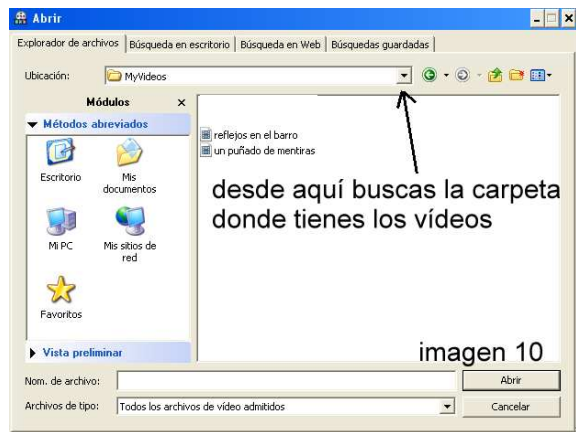 Abrir
Explorador de archivos Búsqueda en escritorio Búsqueda en Web Búsquedas guardadas
Ubicación: MyVideos
Módulos x
Métodos abreviados
Escritorio
Mis documentos
Mi PC
Mis sitios de red
Favoritos
Vista preliminar
reflejos en el barro
un puñado de mentiras
desde aquí buscas la carpeta
donde tienes los vídeos
imagen 10
Nom. de archivo: Abrir
Archivos de tipo: Todos los archivos de vídeo admitidos Cancelar